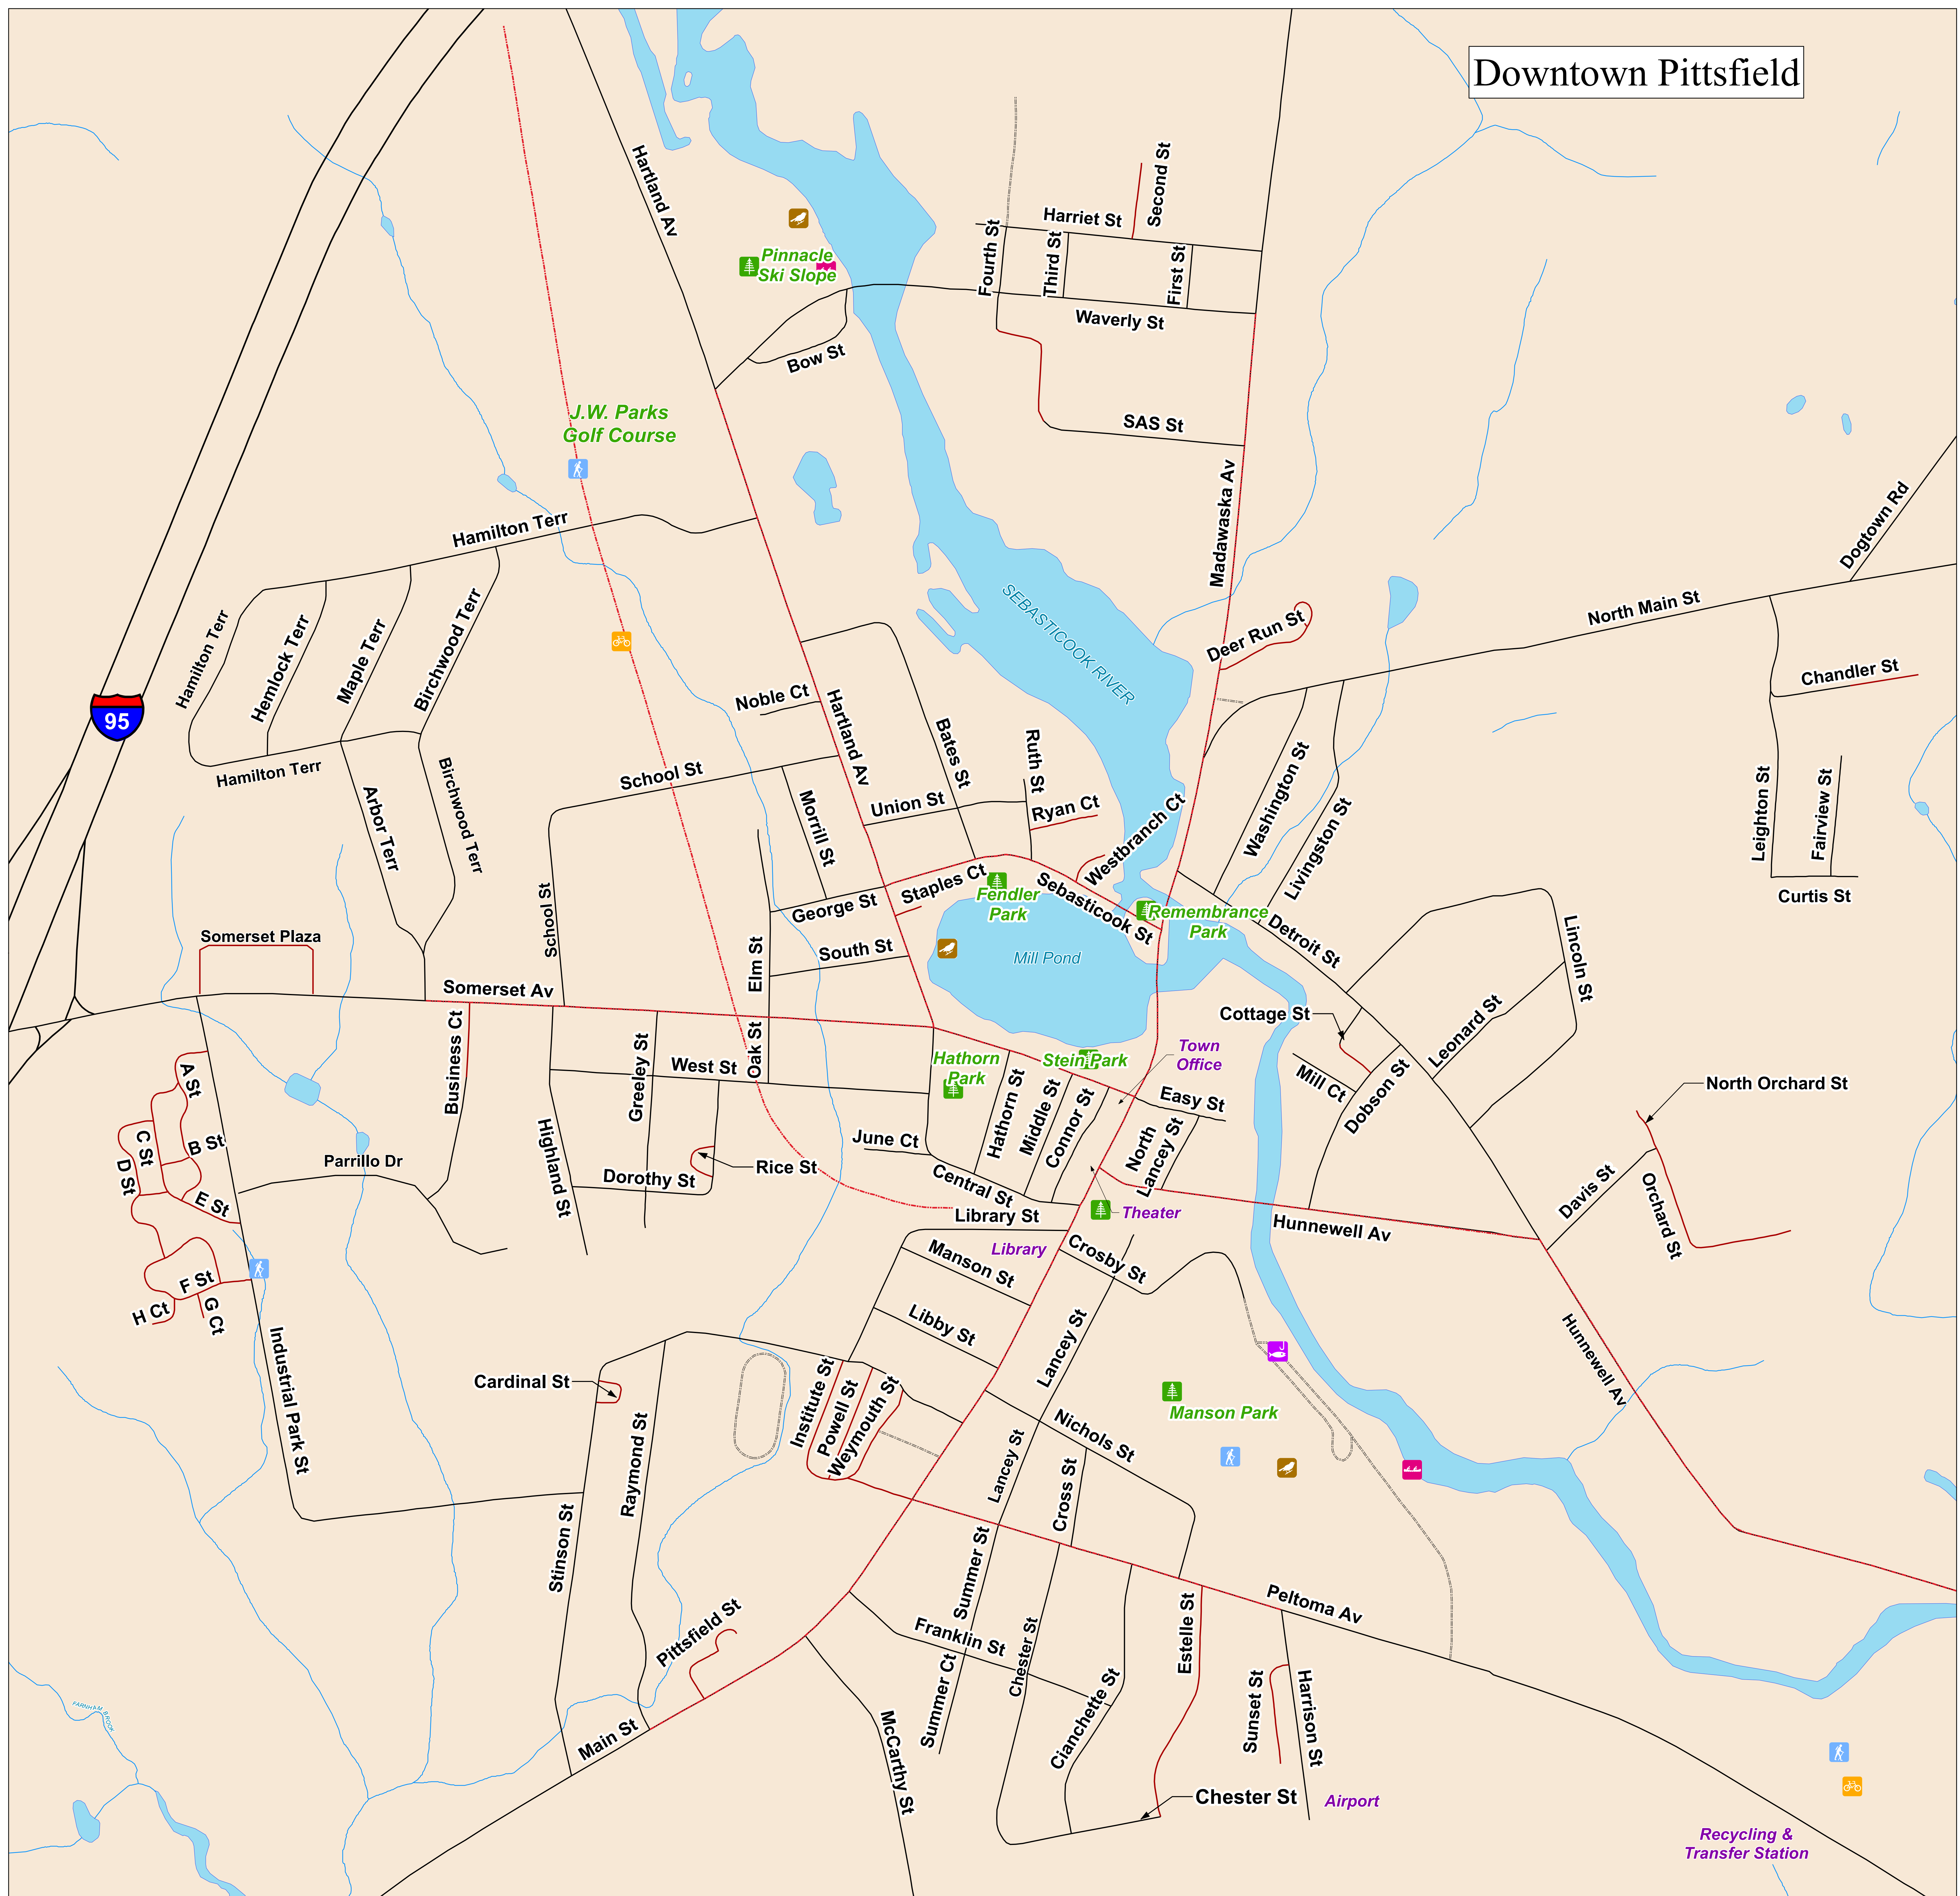 Downtown Pittsfield
Hartland Av
Second St
Harriet St
Fourth St
Third St
First St
Pinnacle
Ski Slope
Waverly St
Bow St
J.W. Parks
Golf Course
SAS St
Madawaska Av
Dogtown Rd
Hamilton Terr
SEBASTICOOK RIVER
North Main St
Deer Run St
Hamilton Terr
Hemlock Terr
Maple Terr
Birchwood Terr
Chandler St
95
Noble Ct
Hartland Av
Bates St
Ruth St
Hamilton Terr
School St
Birchwood Terr
Arbor Terr
Morrill St
Union St
Ryan Ct
Westbranch Ct
Washington St
Livingston St
Leighton St
Fairview St
Curtis St
School St
George St
Staples Ct
Fendler
Park
Sebasticook St
Remembrance
Park
Detroit St
Lincoln St
Somerset Plaza
Elm St
South St
Mill Pond
Somerset Av
Cottage St
Leonard St
Business Ct
Greeley St
West St
Oak St
Hathorn
Park
Stein Park
Town
Office
Mill Ct
Dobson St
North Orchard St
A St
B St
C St
D St
E St
Parrillo Dr
Highland St
Dorothy St
Rice St
June Ct
Hathorn St
Middle St
Connor St
Easy St
North
Lancey St
Central St
Library St
Theater
Library
Hunnewell Av
Davis St
Orchard St
F St
G Ct
H Ct
Industrial Park St
Manson St
Crosby St
Libby St
Lancey St
Hunnewell Av
Cardinal St
Raymond St
Institute St
Powell St
Weymouth St
Nichols St
Manson Park
Lancey St
Cross St
Stinson St
Summer St
Peltoma Av
Pittsfield St
Franklin St
Chester St
Estelle St
Summer Ct
Cianchette St
Sunset St
Harrison St
FARNHAM BROOK
Main St
McCarthy St
Chester St
Airport
Recycling &
Transfer Station